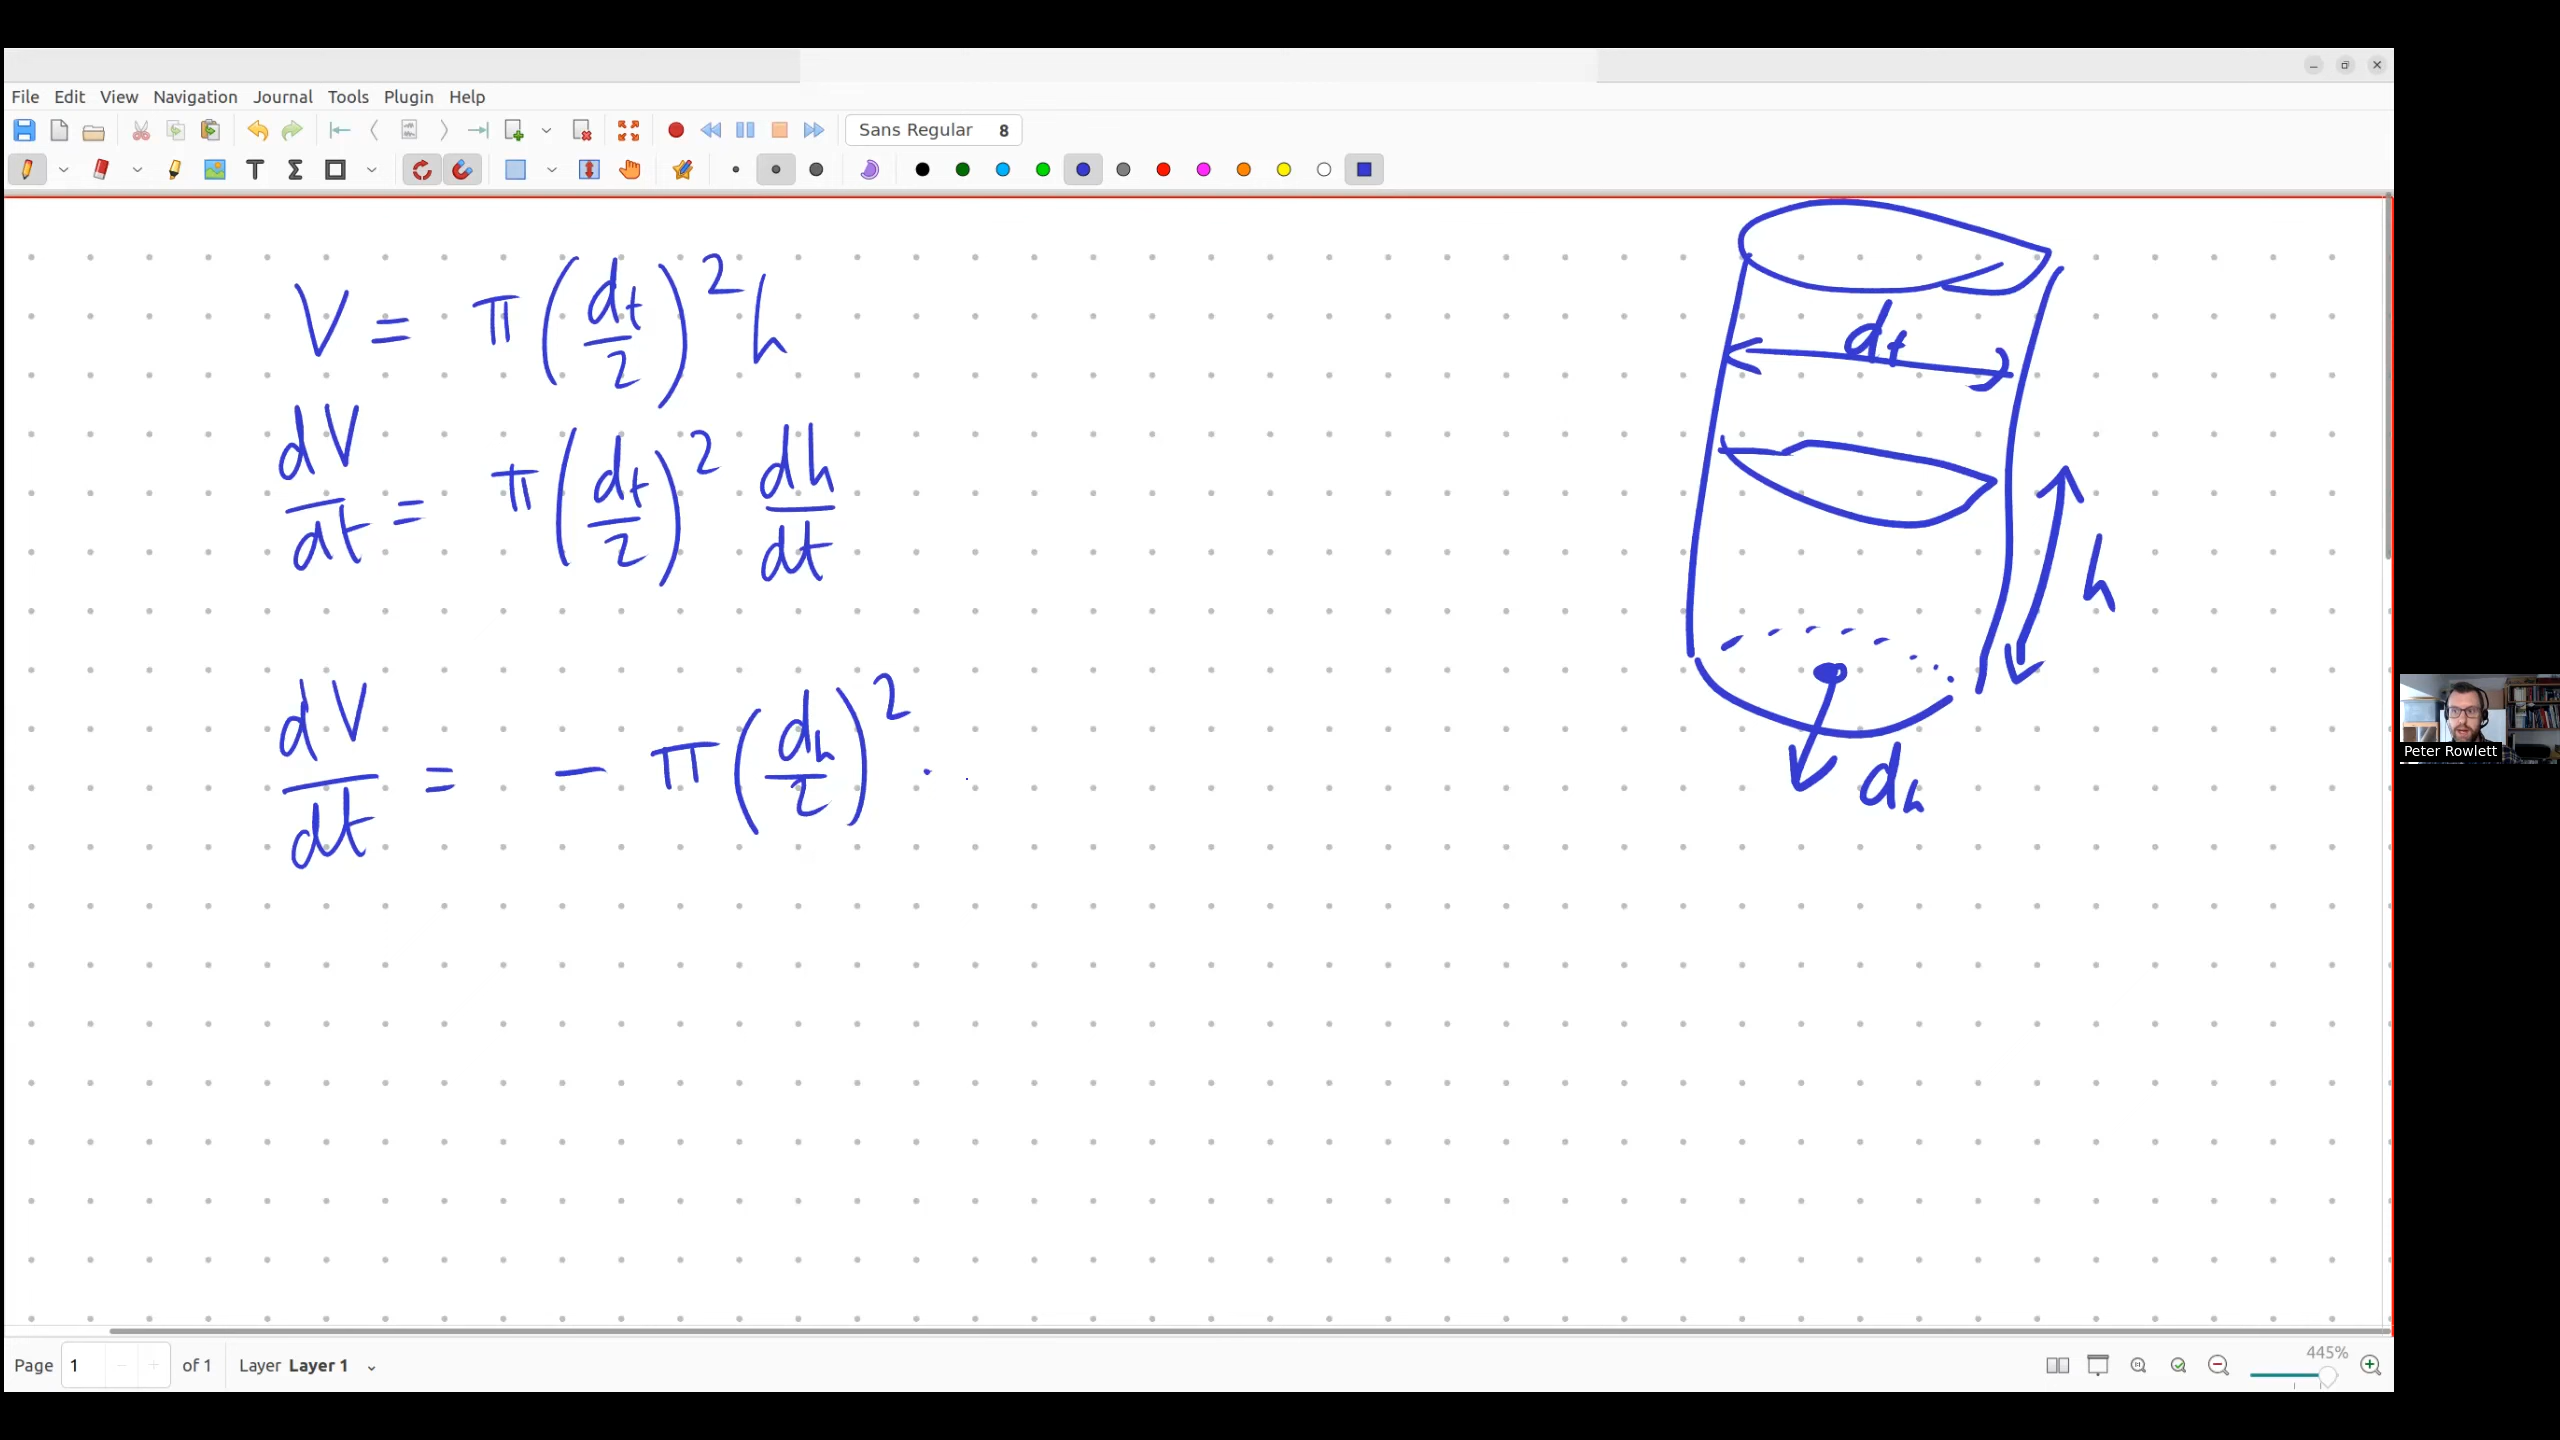 File Edit View Navigation Journal Tools Plugin Help
Sans Regular 8
V = π(d_t/2)²h
dV/dt = π(d_t/2)² dh/dt
dV/dt = - π(d_h/2)² ·
d_t
h
d_h
Peter Rowlett
Page 1 of 1 Layer Layer 1 445%